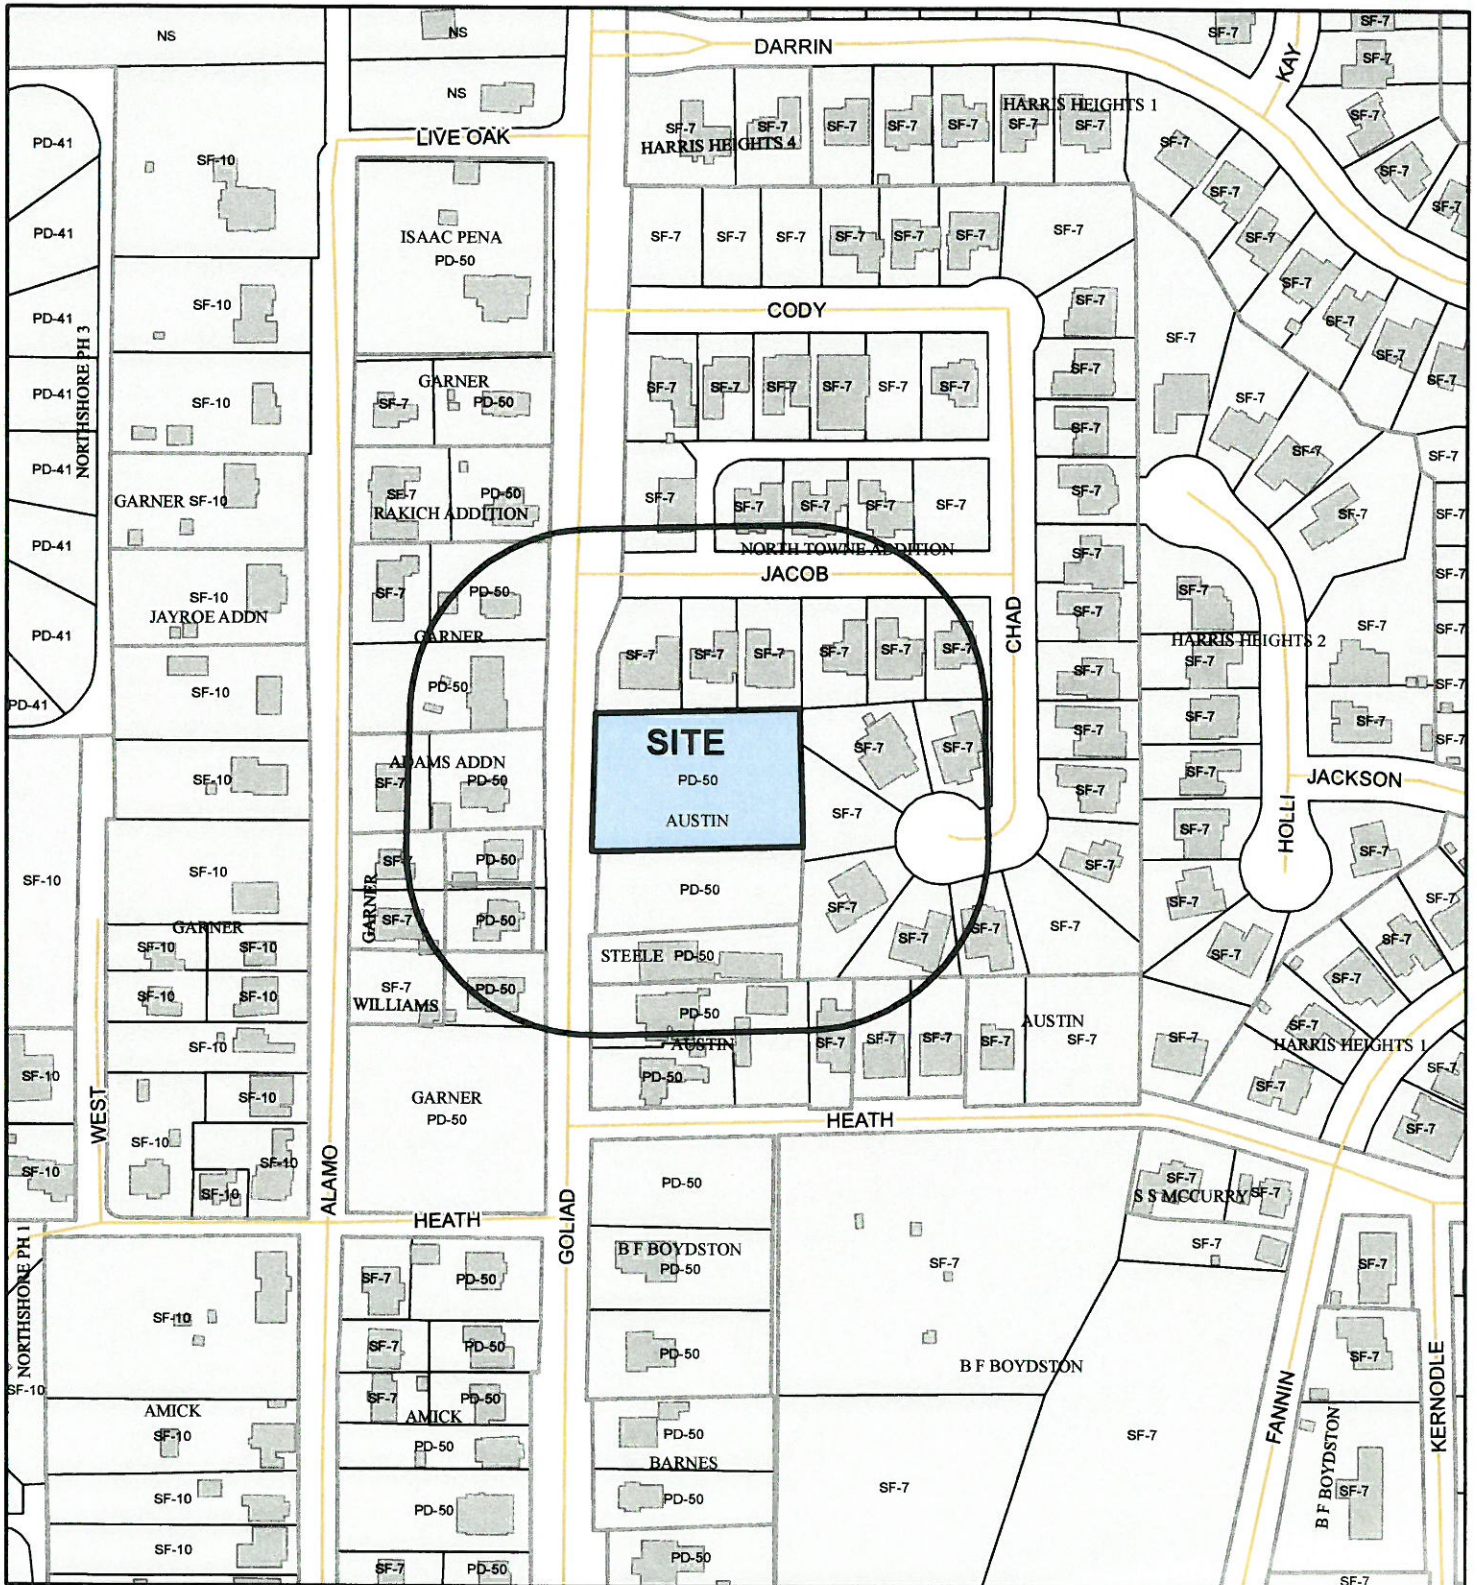 NS
NS
SF-7
SF-7
DARRIN
KAY
SF-7
NS
HARRIS HEIGHTS 1
PD-41
LIVE OAK
SF-7
SF-7
SF-7
SF-7
SF-7
SF-7
SF-7
SF-7
HARRIS HEIGHTS 4
SF-7
SF-10
SF-7
SF-7
SF-7
PD-41
ISAAC PENA
PD-50
SF-7
SF-7
SF-7
SF-7
SF-7
SF-7
SF-7
SF-7
SF-10
CODY
SF-7
SF-7
PD-41
NORTHSHORE PH 3
SF-7
SF-7
SF-7
SF-7
GARNER
SF-7
PD-50
PD-41
SF-10
SF-7
SF-7
SF-7
SF-7
SF-7
SF-7
SF-7
SF-7
SF-7
SF-7
SF-7
SF-7
PD-41
GARNER
SF-10
SF-7
PD-50
RAKICH ADDITION
SF-7
SF-7
SF-7
SF-7
SF-7
SF-7
SF-7
SF-7
PD-41
NORTH TOWNE ADDITION
SF-7
JACOB
SF-7
PD-50
GARNER
SF-10
JAYROE ADDN
CHAD
SF-7
SF-7
SF-7
HARRIS HEIGHTS 2
SF-7
SF-7
PD-41
SF-7
SF-7
SF-7
SF-7
SF-7
SF-7
SF-7
SF-7
SF-7
PD-41
SF-10
PD-50
SITE
PD-50
AUSTIN
SF-7
SF-7
SF-7
SF-7
SF-7
SF-7
ADAMS ADDN
SF-7
PD-50
SF-10
SF-7
SF-7
SF-7
JACKSON
HOLLI
SF-7
SF-7
SF-10
SF-10
SF-7
PD-50
PD-50
SF-7
SF-7
GARNER
SF-7
PD-50
SF-7
SF-7
SF-7
SF-7
SF-7
GARNER
SF-10
SF-10
STEELE
PD-50
SF-7
SF-7
SF-7
SF-10
SF-10
SF-7
WILLIAMS
PD-50
PD-50
AUSTIN
AUSTIN
SF-7
SF-7
SF-7
SF-7
SF-7
SF-7
SF-7
HARRIS HEIGHTS 1
SF-10
SF-10
SF-10
PD-50
GARNER
PD-50
SF-7
SF-7
SF-7
WEST
SF-10
HEATH
SF-10
SF-10
SF-10
ALAMO
HEATH
GOLIAD
PD-50
SF-7
S S MCCURRY
SF-7
SF-7
NORTHSHORE PH 1
SF-7
PD-50
B F BOYDSTON
PD-50
SF-7
SF-7
SF-10
SF-7
PD-50
PD-50
B F BOYDSTON
SF-7
SF-10
AMICK
SF-10
SF-7
PD-50
AMICK
PD-50
PD-50
BARNES
SF-7
FANNIN
KERNODLE
B F BOYDSTON
SF-7
SF-10
PD-50
PD-50
SF-7
SF-10
SF-7
PD-50
PD-50
SF-7